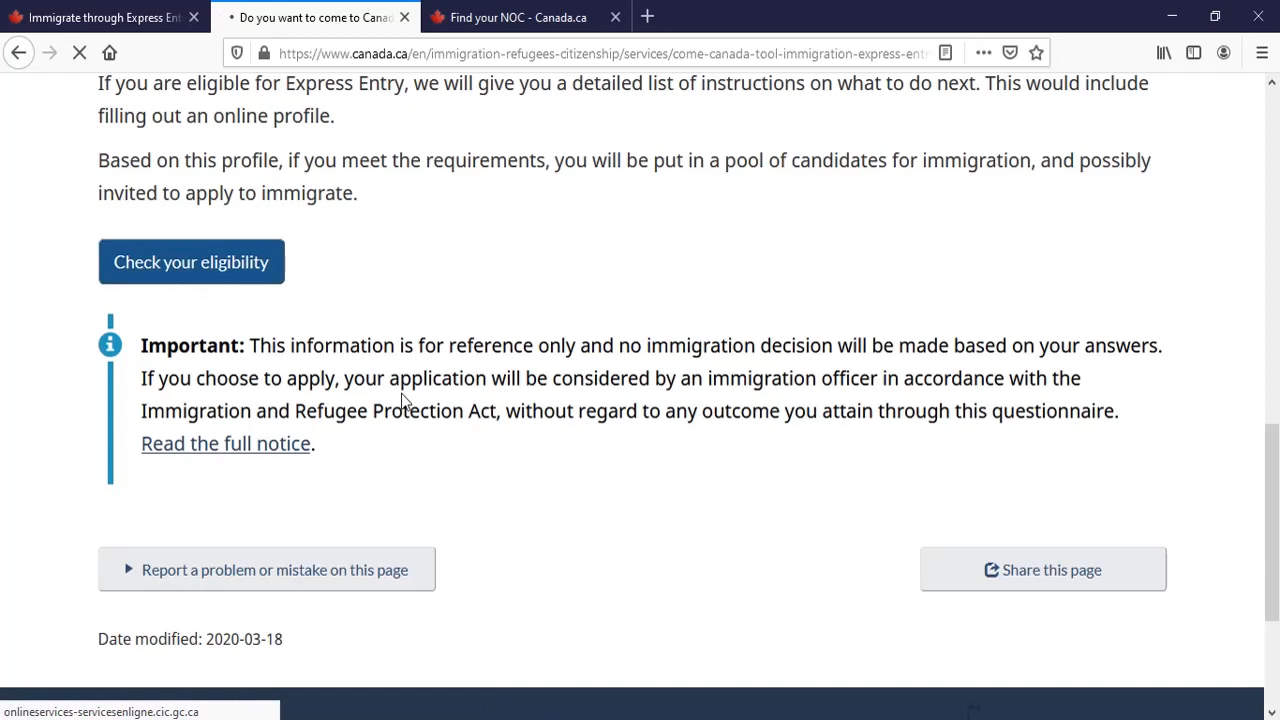 Immigrate through Express Ent
Do you want to come to Canad
Find your NOC - Canada.ca
https://www.canada.ca/en/immigration-refugees-citizenship/services/come-canada-tool-immigration-express-entr
If you are eligible for Express Entry, we will give you a detailed list of instructions on what to do next. This would include
filling out an online profile.
Based on this profile, if you meet the requirements, you will be put in a pool of candidates for immigration, and possibly
invited to apply to immigrate.
Check your eligibility
Important: This information is for reference only and no immigration decision will be made based on your answers.
If you choose to apply, your application will be considered by an immigration officer in accordance with the
Immigration and Refugee Protection Act, without regard to any outcome you attain through this questionnaire.
Read the full notice.
Report a problem or mistake on this page
Share this page
Date modified: 2020-03-18
onlineservices-servicesenligne.cic.gc.ca